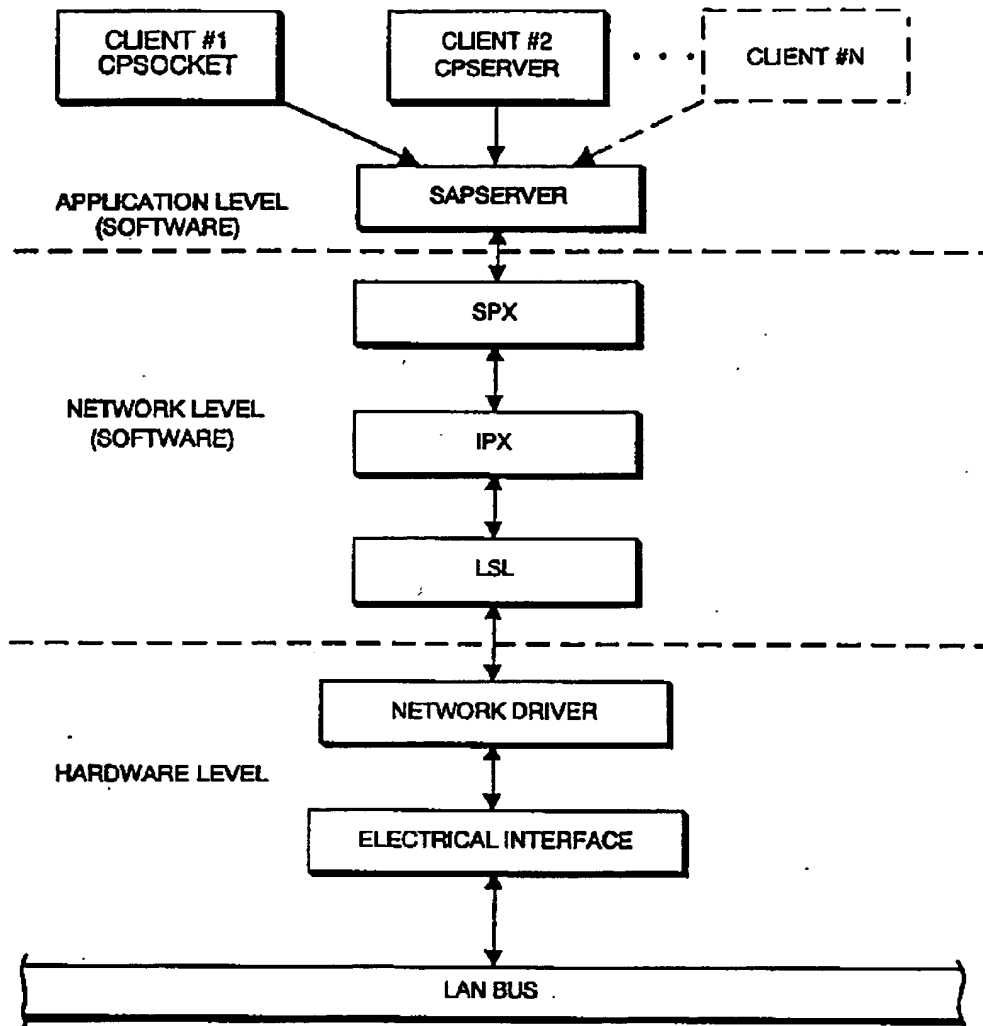 CLIENT #1
CPSOCKET
CLIENT #2
CPSERVER
. . .
CLIENT #N
SAPSERVER
APPLICATION LEVEL
(SOFTWARE)
SPX
NETWORK LEVEL
(SOFTWARE)
IPX
LSL
NETWORK DRIVER
HARDWARE LEVEL
ELECTRICAL INTERFACE
LAN BUS